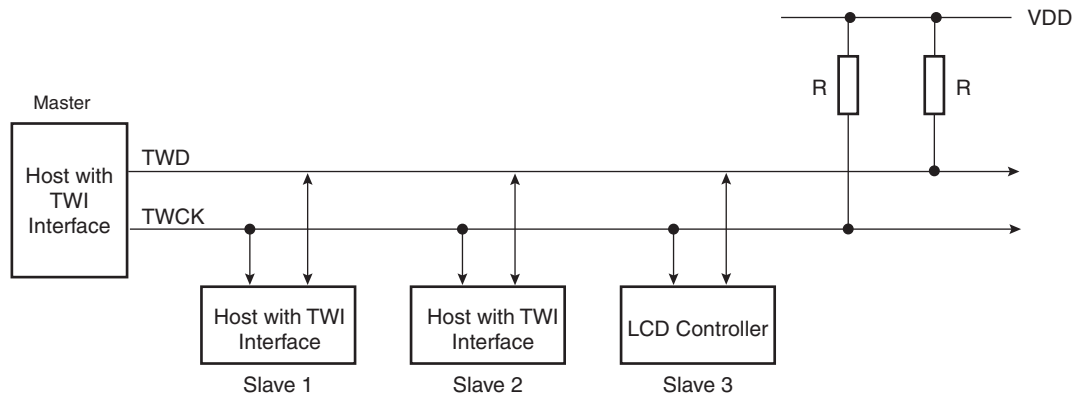 VDD
R
R
Master
Host with
TWI
Interface
TWD
TWCK
Host with TWI
Interface
Slave 1
Host with TWI
Interface
Slave 2
LCD Controller
Slave 3